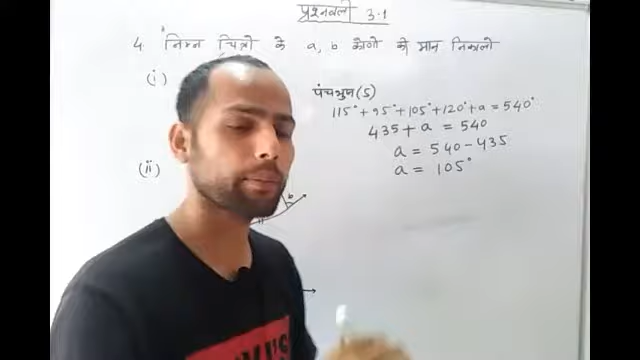 प्रश्नावली 3.1
4. निम्न चित्रो के a, b कोणो के मान निकालो
(i)
पंचभुज (5)
115° + 95° + 105° + 120° + a = 540°
435 + a = 540
a = 540 - 435
a = 105°
(ii)
b